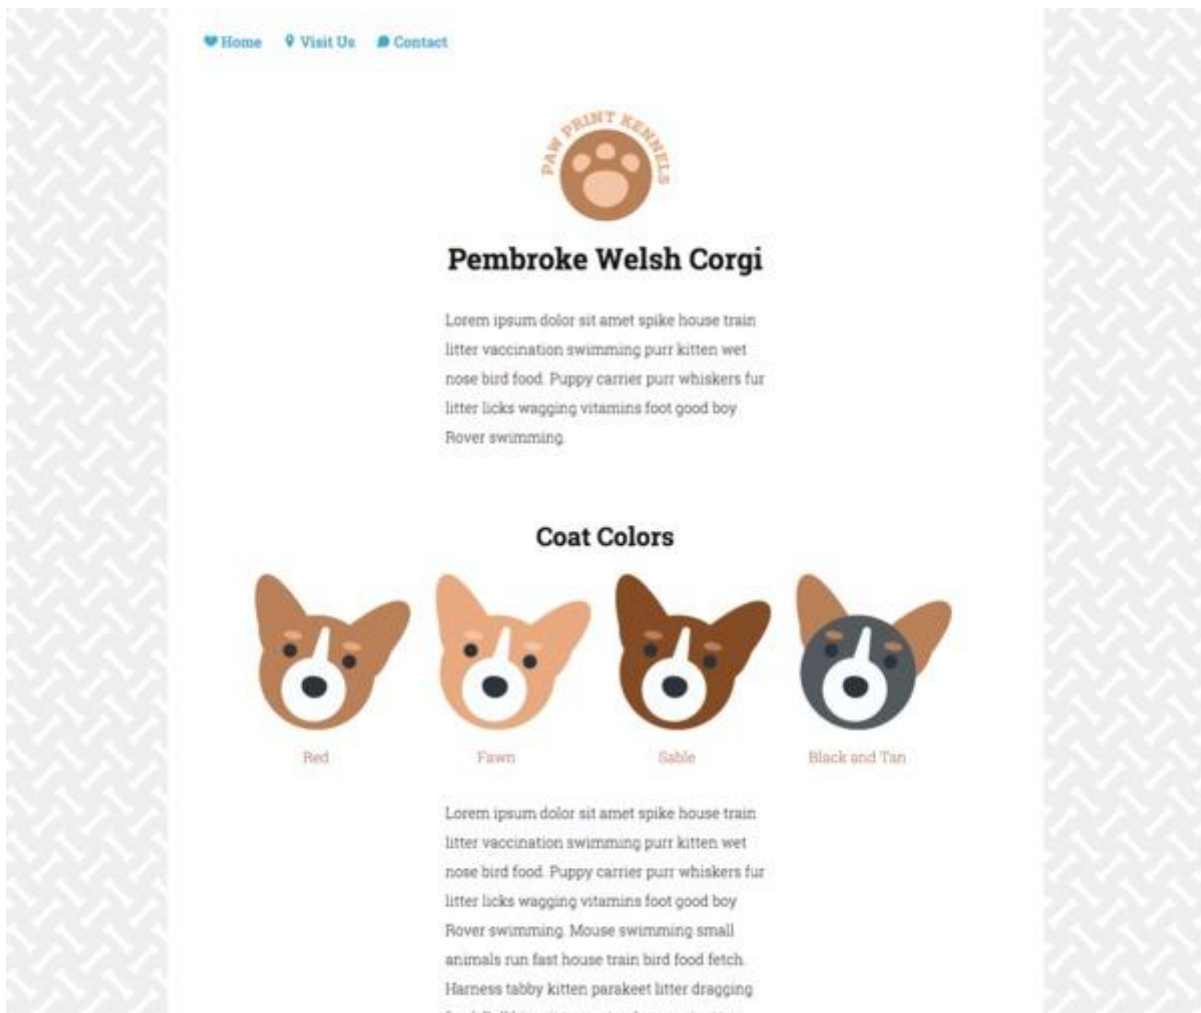 Home Visit Us Contact
PAW PRINT KENNELS
Pembroke Welsh Corgi
Lorem ipsum dolor sit amet spike house train
litter vaccination swimming purr kitten wet
nose bird food. Puppy carrier purr whiskers fur
litter licks wagging vitamins foot good boy
Rover swimming.
Coat Colors
Red Fawn Sable Black and Tan
Lorem ipsum dolor sit amet spike house train
litter vaccination swimming purr kitten wet
nose bird food. Puppy carrier purr whiskers fur
litter licks wagging vitamins foot good boy
Rover swimming. Mouse swimming small
animals run fast house train bird food fetch.
Harness tabby kitten parakeet litter dragging